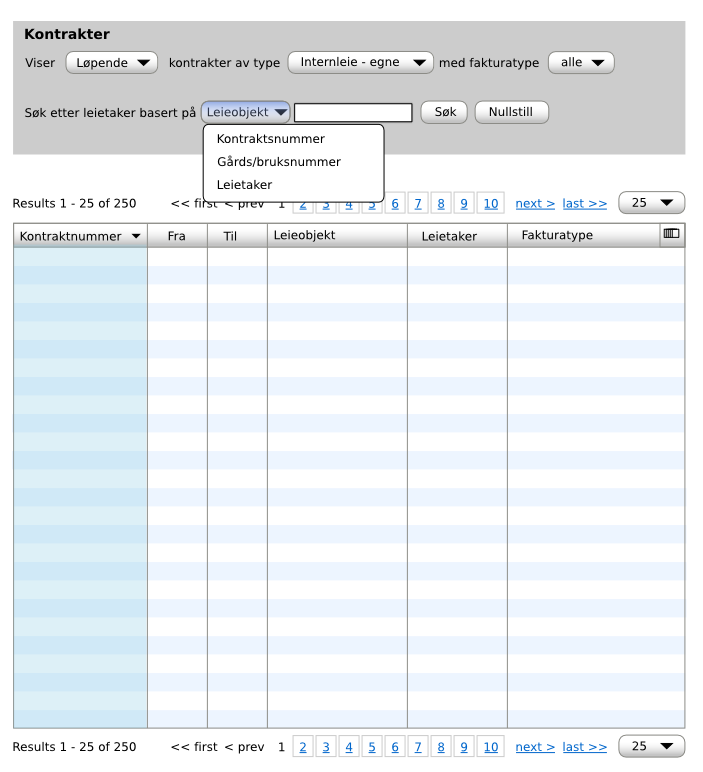 Kontrakter
Viser Løpende kontrakter av type Internleie - egne med fakturatype alle
Søk etter leietaker basert på Leieobjekt Søk Nullstill
Kontraktsnummer
Gårds/bruksnummer
Leietaker
Results 1 - 25 of 250 << first < prev 1 2 3 4 5 6 7 8 9 10 next > last >> 25
Kontraktnummer Fra Til Leieobjekt Leietaker Fakturatype
Results 1 - 25 of 250 << first < prev 1 2 3 4 5 6 7 8 9 10 next > last >> 25